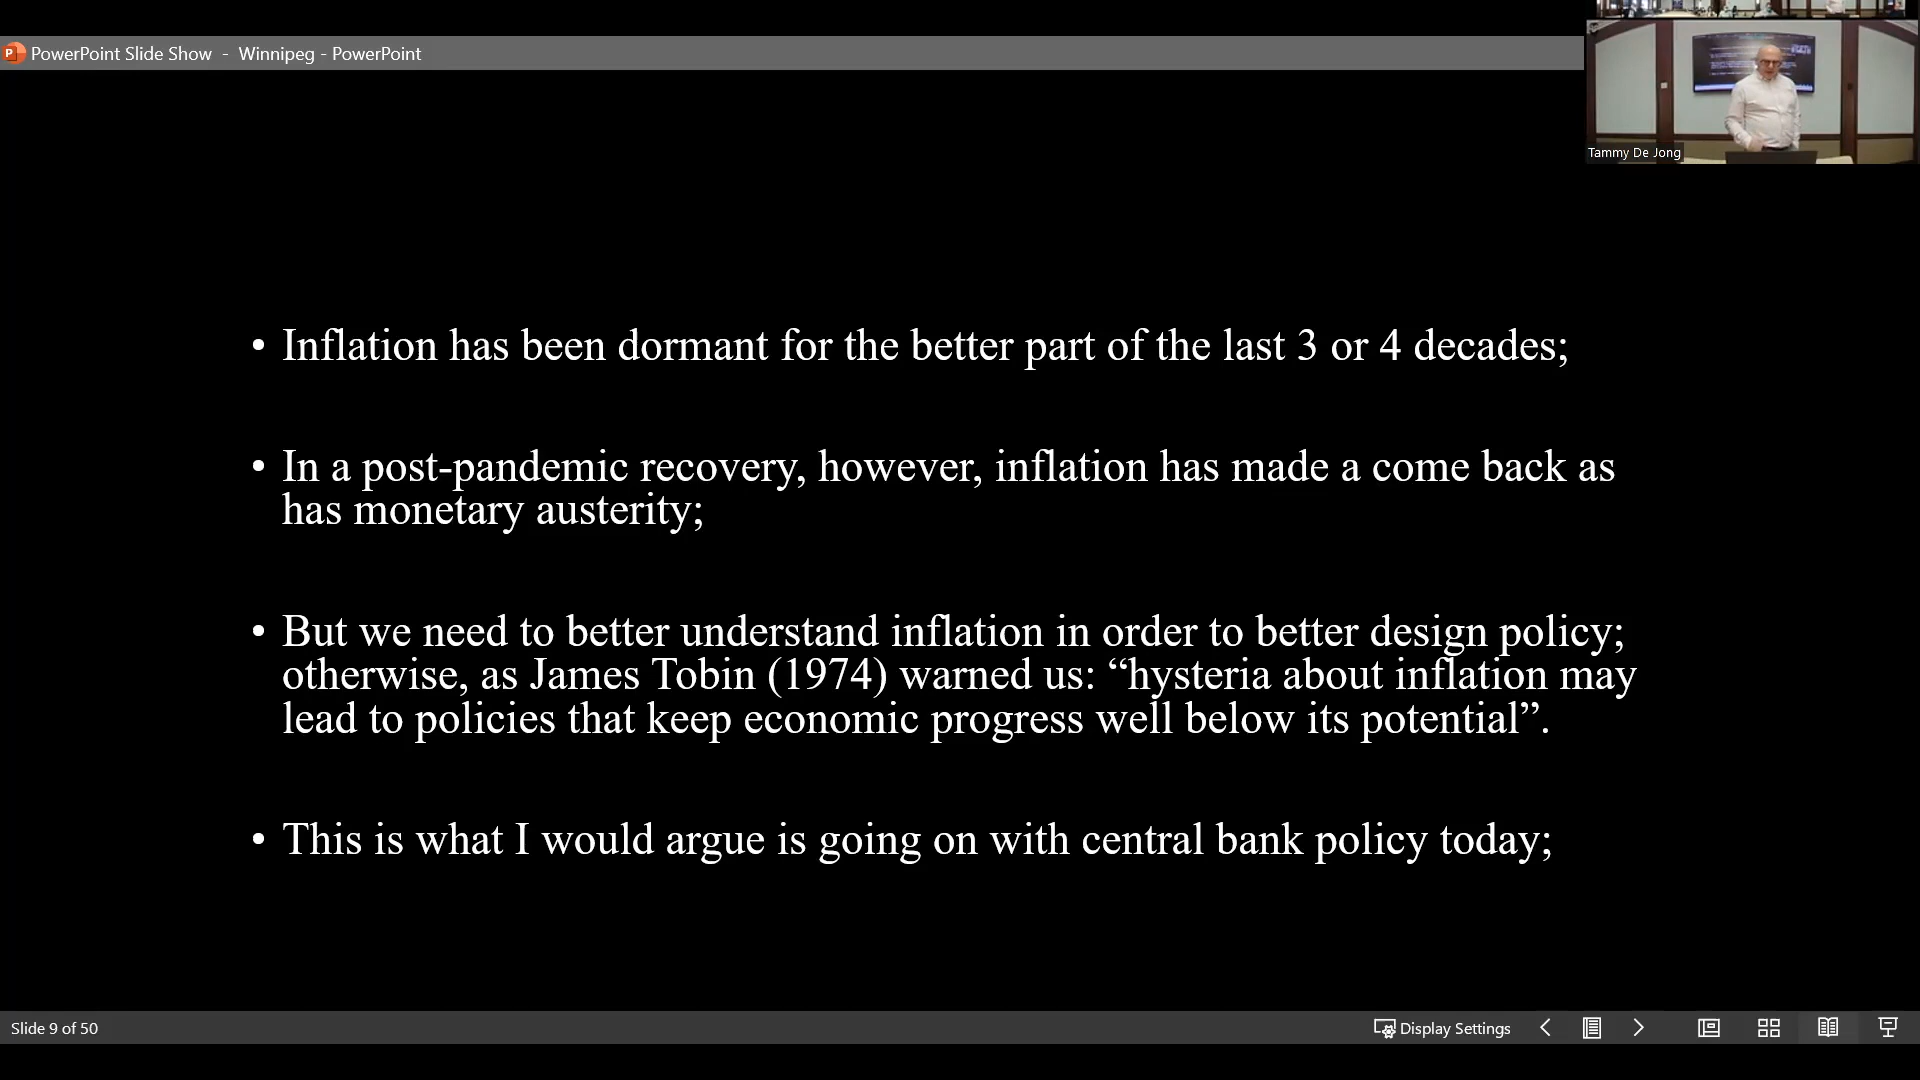 PowerPoint Slide Show - Winnipeg - PowerPoint
Tammy De Jong
• Inflation has been dormant for the better part of the last 3 or 4 decades;
• In a post-pandemic recovery, however, inflation has made a come back as
has monetary austerity;
• But we need to better understand inflation in order to better design policy;
otherwise, as James Tobin (1974) warned us: “hysteria about inflation may
lead to policies that keep economic progress well below its potential”.
• This is what I would argue is going on with central bank policy today;
Slide 9 of 50
Display Settings